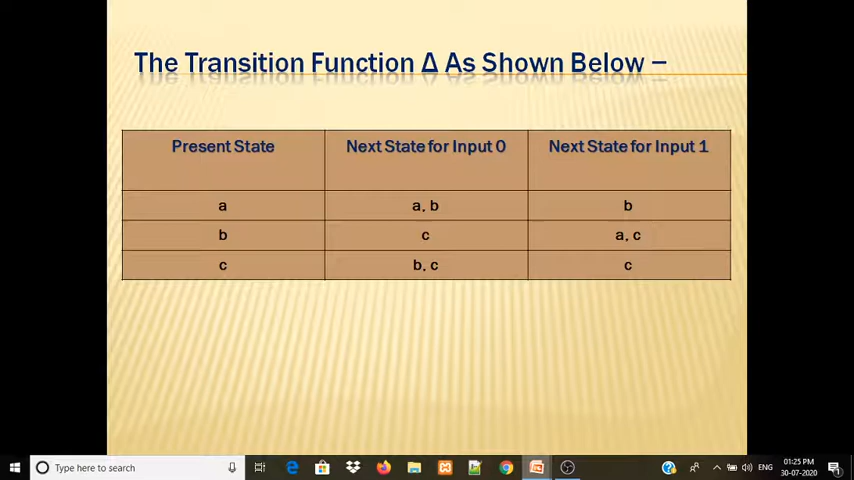 The Transition Function Δ As Shown Below –
Present State Next State for Input 0 Next State for Input 1
a a, b b
b c a, c
c b, c c
Type here to search
ENG
01:25 PM
30-07-2020